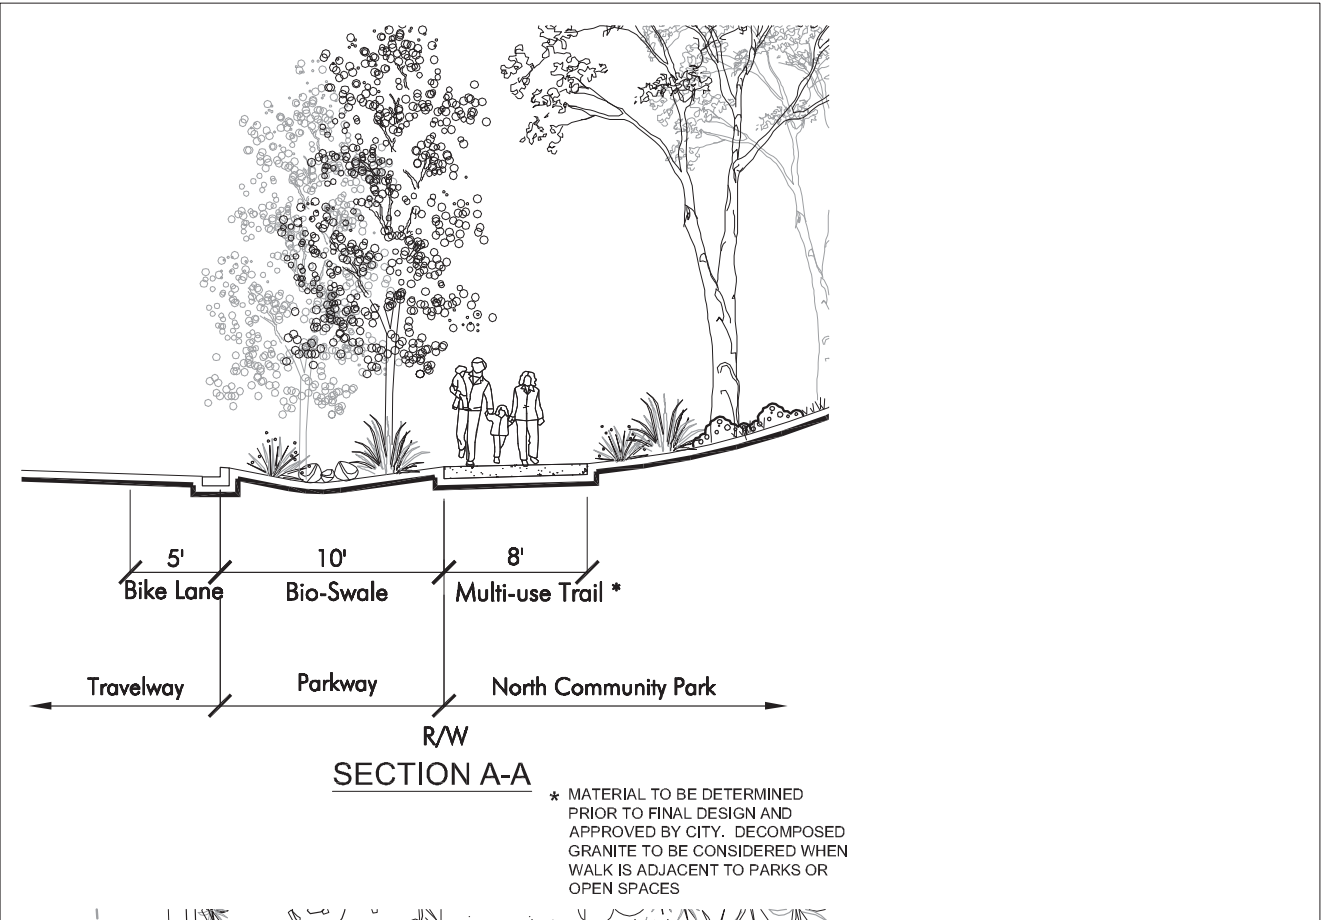 5' 10' 8'
Bike Lane Bio-Swale Multi-use Trail *
Travelway Parkway North Community Park
R/W
SECTION A-A
* MATERIAL TO BE DETERMINED
PRIOR TO FINAL DESIGN AND
APPROVED BY CITY. DECOMPOSED
GRANITE TO BE CONSIDERED WHEN
WALK IS ADJACENT TO PARKS OR
OPEN SPACES